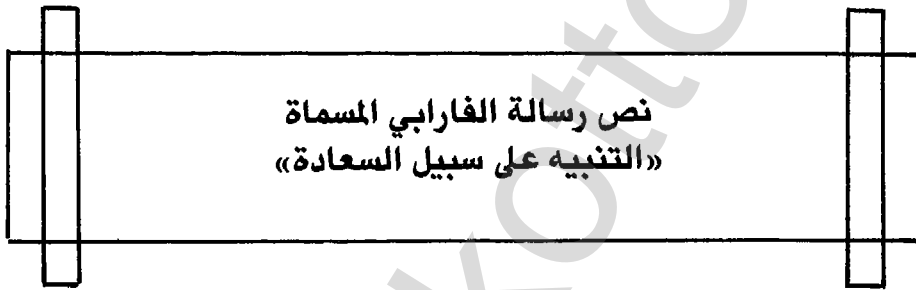 نص رسالة الفارابي المسماة
«التنبيه على سبيل السعادة»